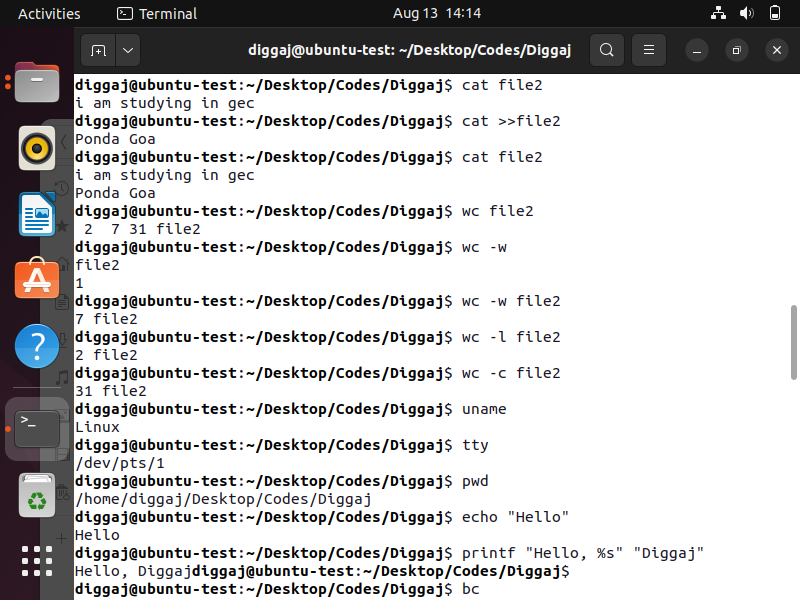 Activities Terminal Aug 13 14:14
diggaj@ubuntu-test: ~/Desktop/Codes/Diggaj
diggaj@ubuntu-test:~/Desktop/Codes/Diggaj$ cat file2
i am studying in gec
diggaj@ubuntu-test:~/Desktop/Codes/Diggaj$ cat >>file2
Ponda Goa
diggaj@ubuntu-test:~/Desktop/Codes/Diggaj$ cat file2
i am studying in gec
Ponda Goa
diggaj@ubuntu-test:~/Desktop/Codes/Diggaj$ wc file2
 2  7 31 file2
diggaj@ubuntu-test:~/Desktop/Codes/Diggaj$ wc -w
file2
1
diggaj@ubuntu-test:~/Desktop/Codes/Diggaj$ wc -w file2
7 file2
diggaj@ubuntu-test:~/Desktop/Codes/Diggaj$ wc -l file2
2 file2
diggaj@ubuntu-test:~/Desktop/Codes/Diggaj$ wc -c file2
31 file2
diggaj@ubuntu-test:~/Desktop/Codes/Diggaj$ uname
Linux
diggaj@ubuntu-test:~/Desktop/Codes/Diggaj$ tty
/dev/pts/1
diggaj@ubuntu-test:~/Desktop/Codes/Diggaj$ pwd
/home/diggaj/Desktop/Codes/Diggaj
diggaj@ubuntu-test:~/Desktop/Codes/Diggaj$ echo "Hello"
Hello
diggaj@ubuntu-test:~/Desktop/Codes/Diggaj$ printf "Hello, %s" "Diggaj"
Hello, Diggajdiggaj@ubuntu-test:~/Desktop/Codes/Diggaj$
diggaj@ubuntu-test:~/Desktop/Codes/Diggaj$ bc